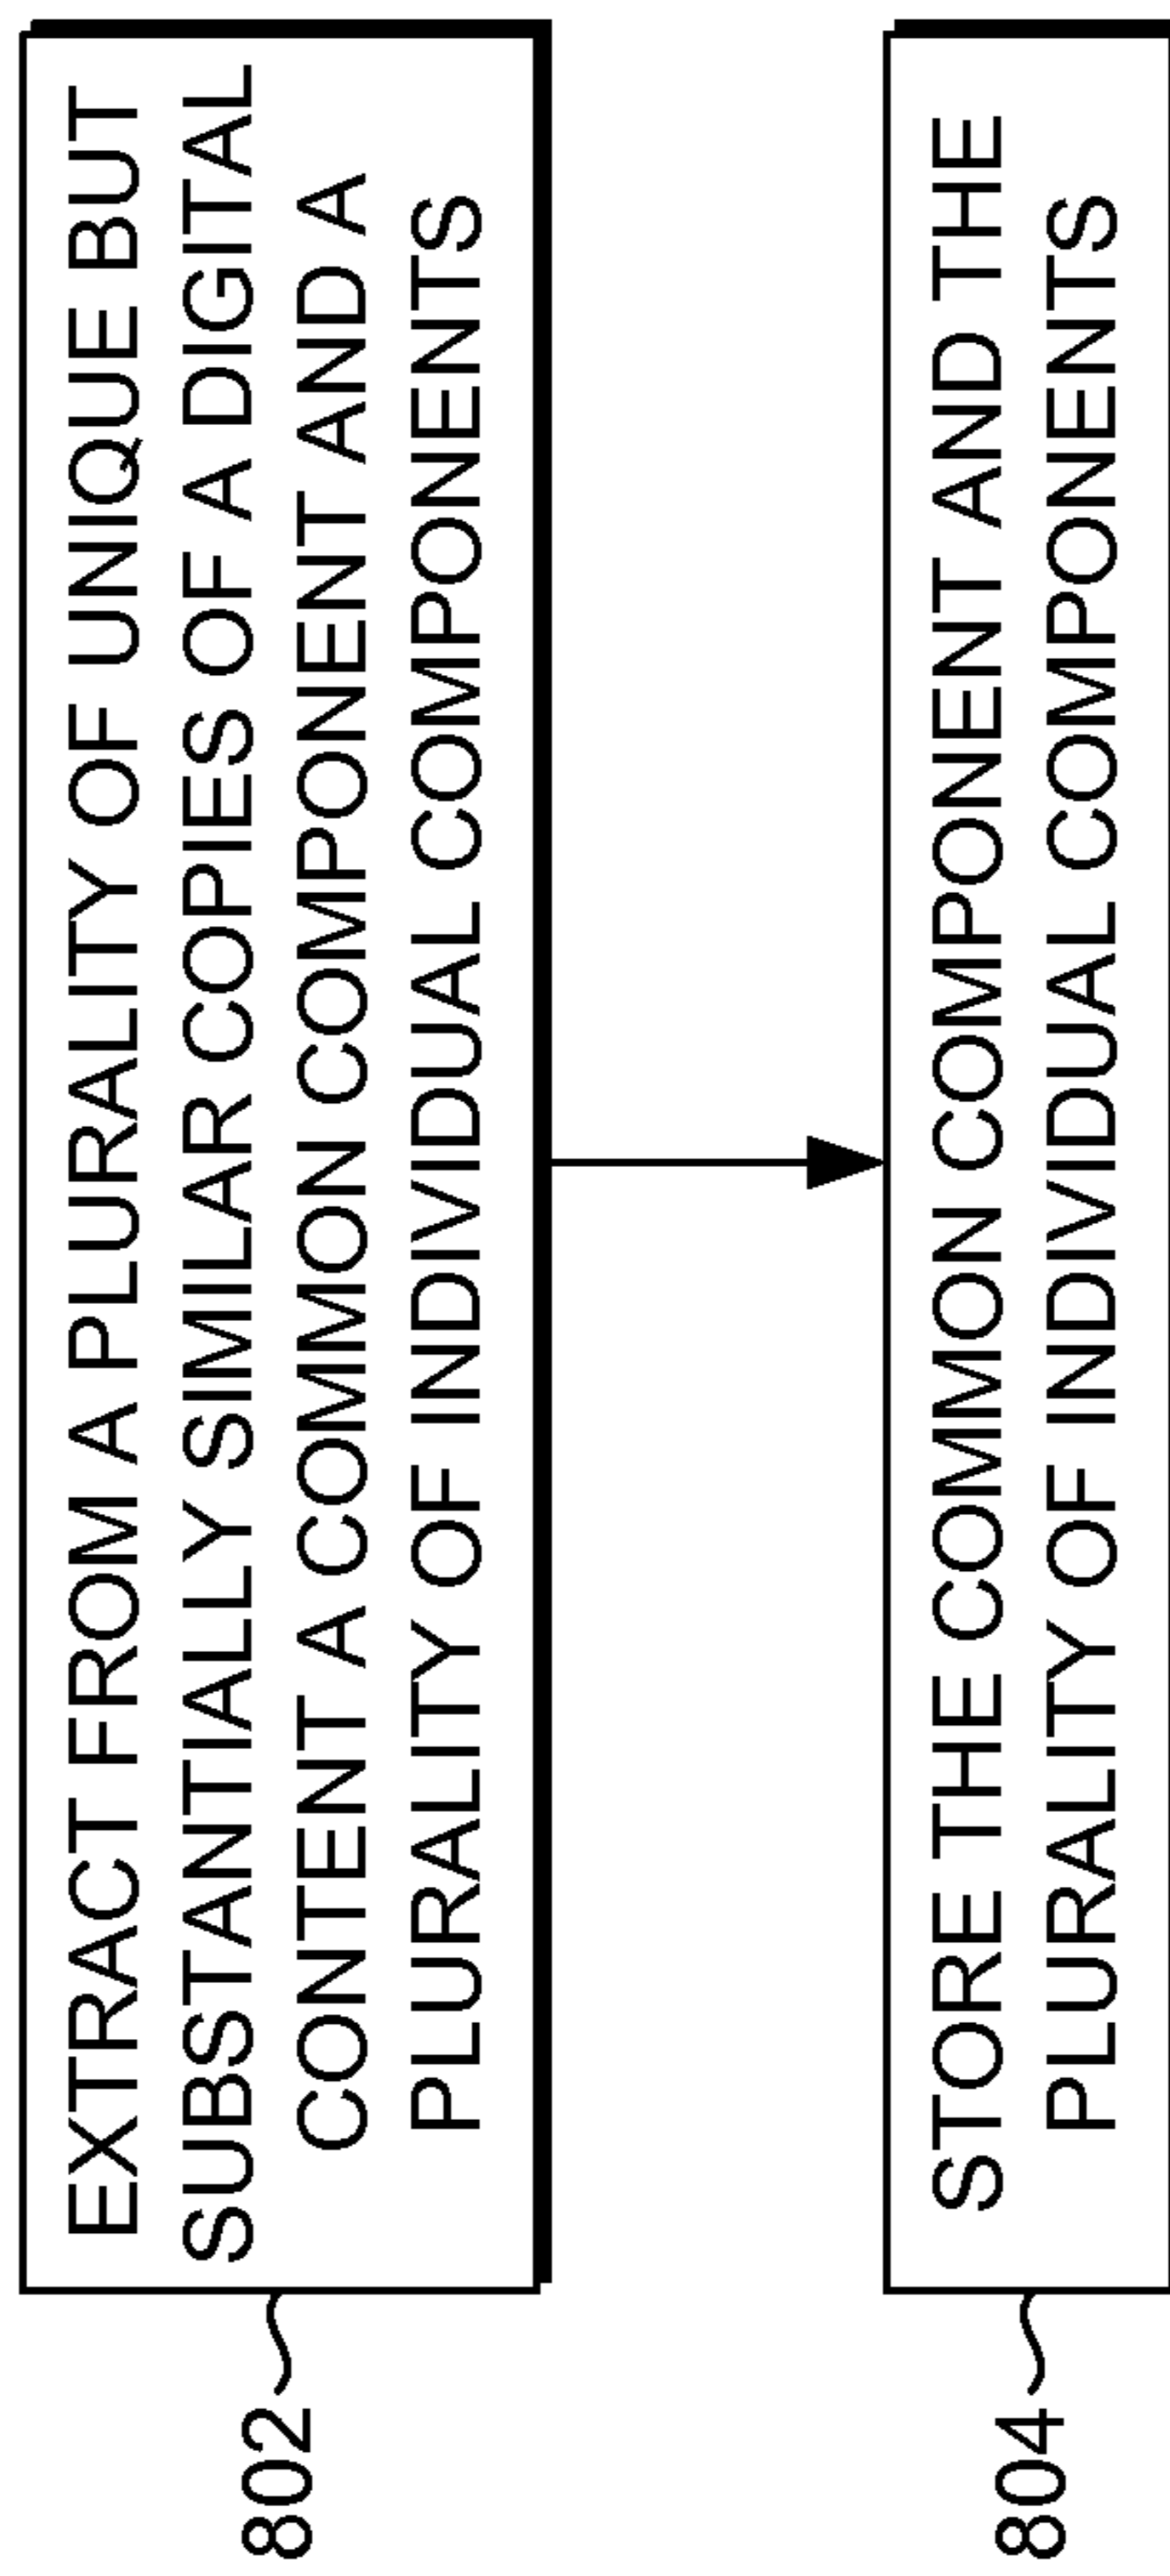 EXTRACT FROM A PLURALITY OF UNIQUE BUT
SUBSTANTIALLY SIMILAR COPIES OF A DIGITAL
CONTENT A COMMON COMPONENT AND A
PLURALITY OF INDIVIDUAL COMPONENTS
802
STORE THE COMMON COMPONENT AND THE
PLURALITY OF INDIVIDUAL COMPONENTS
804